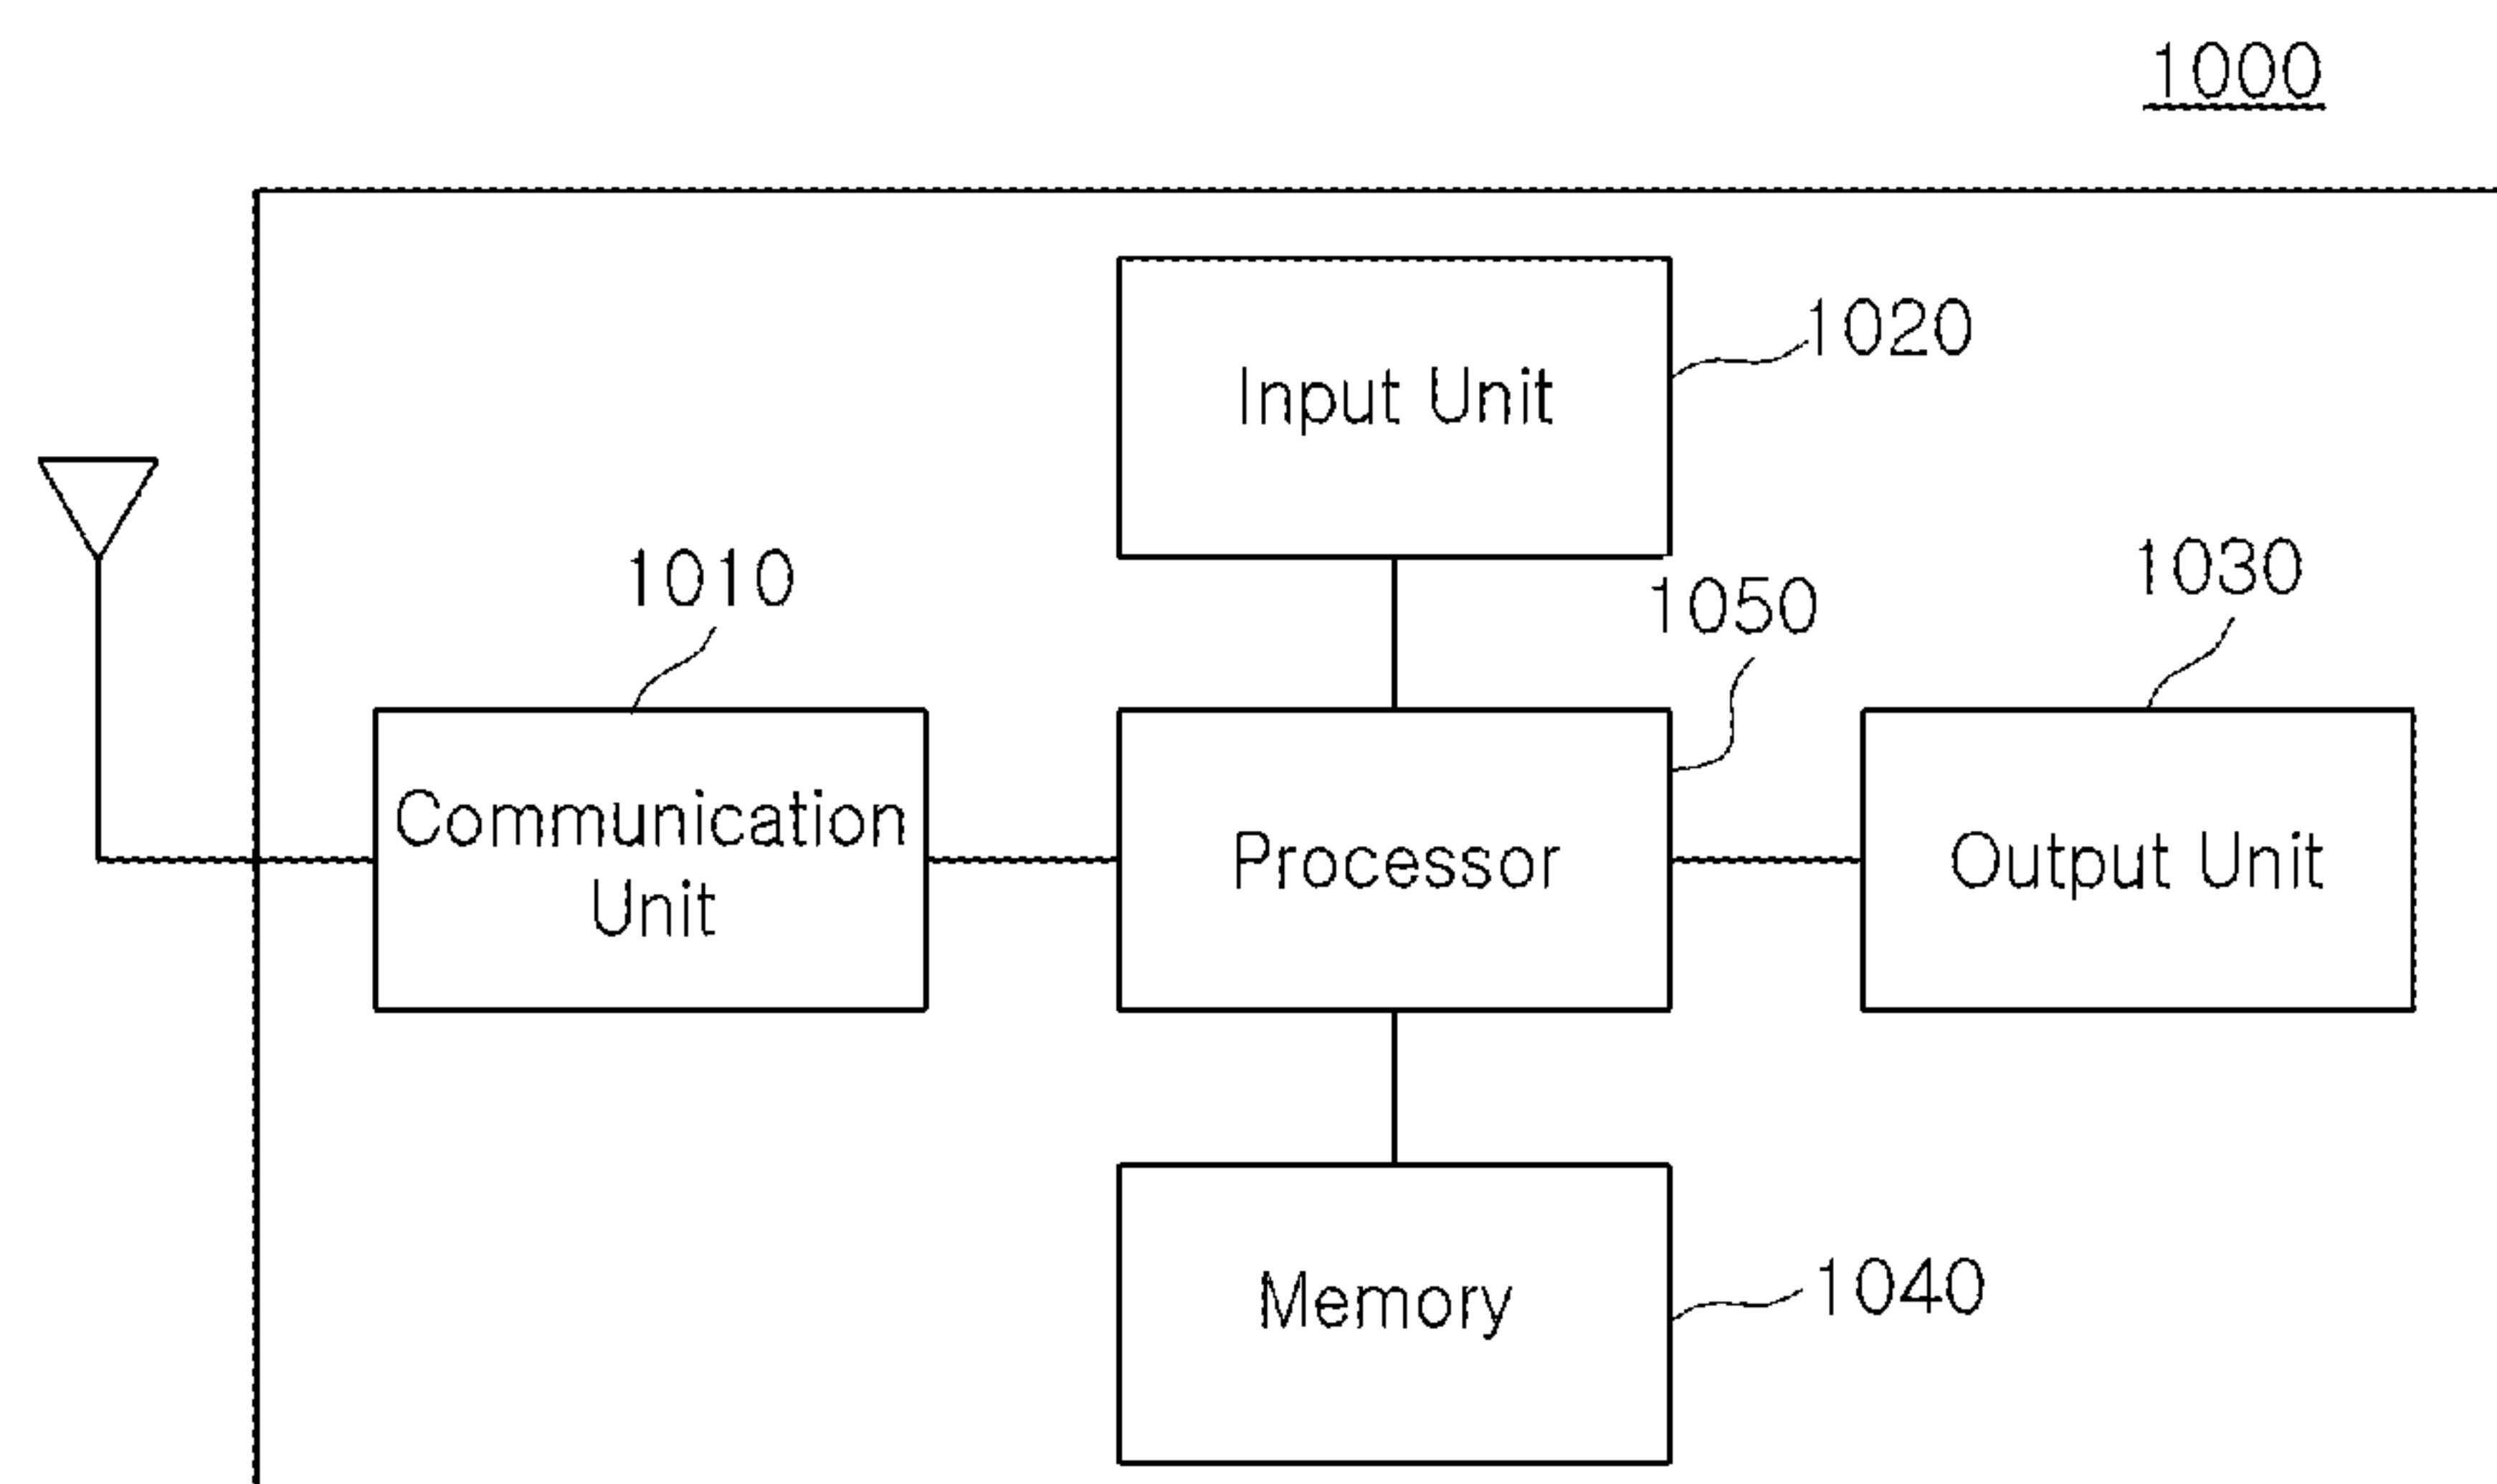 1000
1020
Input Unit
1010
1050
1030
Communication
Unit
Processor
Output Unit
Memory
1040